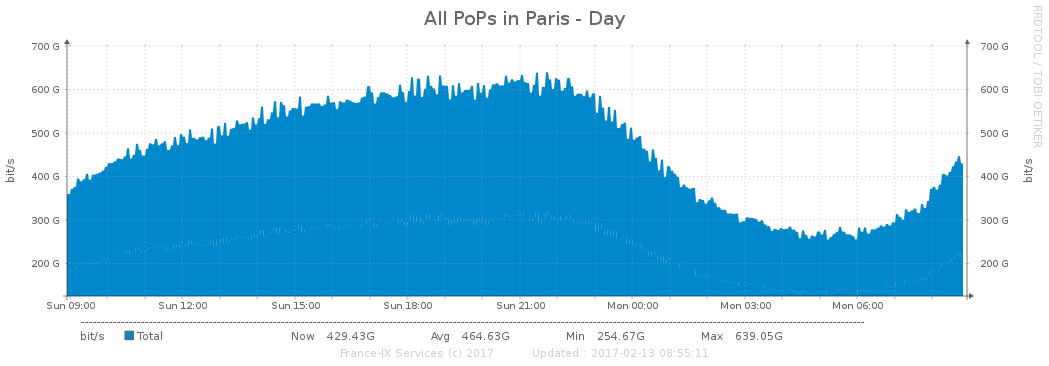 All PoPs in Paris - Day
RRDTOOL / TOBI OETIKER
700 G 700 G
600 G 600 G
500 G 500 G
400 G 400 G
300 G 300 G
200 G 200 G
bit/s bit/s
Sun 09:00 Sun 12:00 Sun 15:00 Sun 18:00 Sun 21:00 Mon 00:00 Mon 03:00 Mon 06:00
bit/s Total Now 429.43G Avg 464.63G Min 254.67G Max 639.05G
France-IX Services (c) 2017 Updated : 2017-02-13 08:55:11